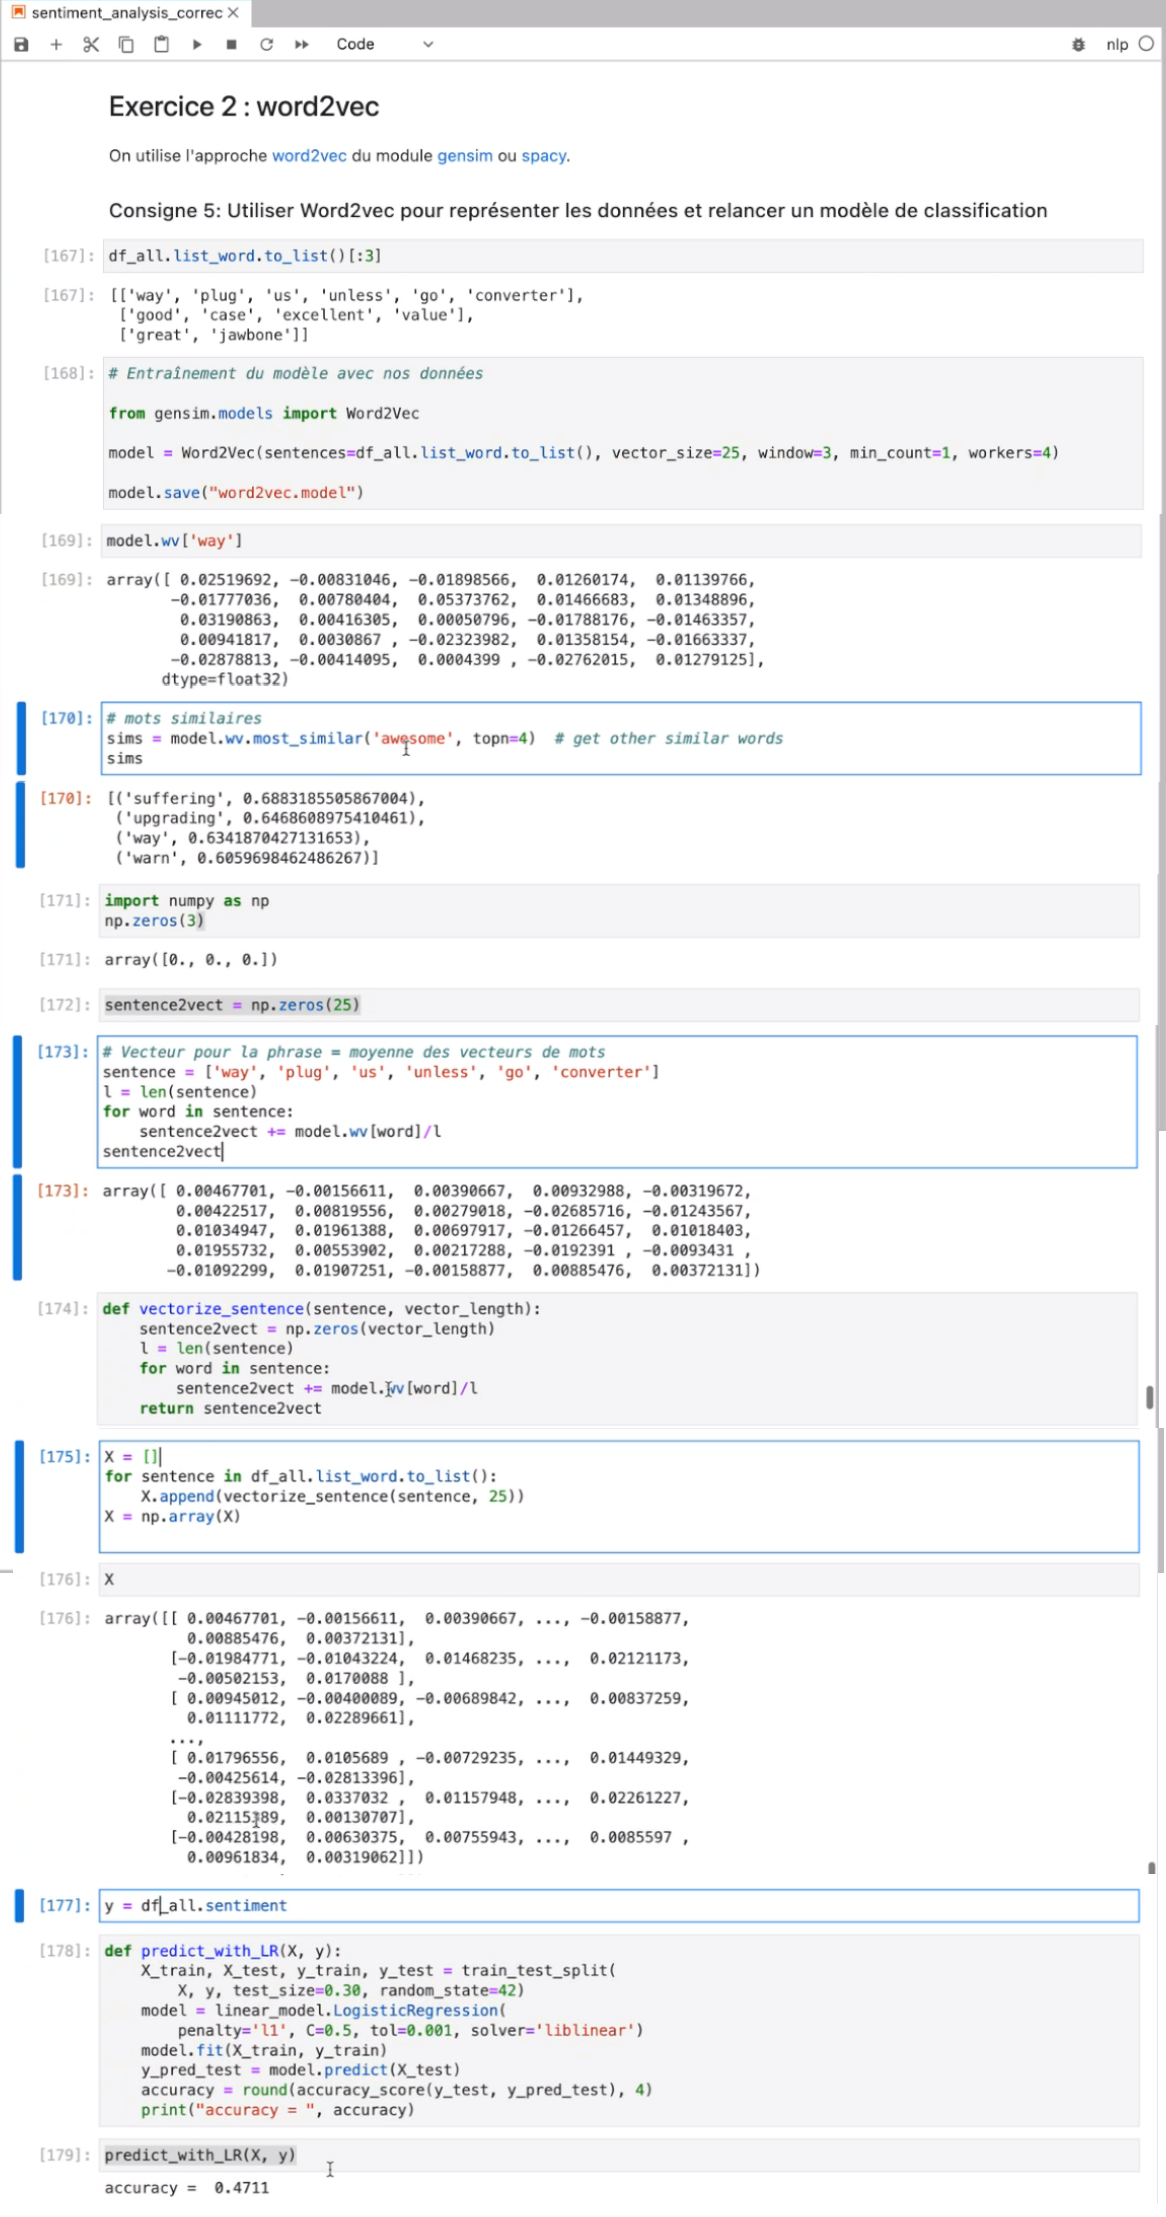 sentiment_analysis_correc
Code
nlp
Exercice 2 : word2vec
On utilise l'approche word2vec du module gensim ou spacy.
Consigne 5: Utiliser Word2vec pour représenter les données et relancer un modèle de classification
[167]: df_all.list_word.to_list()[:3]
[167]: [['way', 'plug', 'us', 'unless', 'go', 'converter'],
['good', 'case', 'excellent', 'value'],
['great', 'jawbone']]
[168]: # Entraînement du modèle avec nos données
from gensim.models import Word2Vec
model = Word2Vec(sentences=df_all.list_word.to_list(), vector_size=25, window=3, min_count=1, workers=4)
model.save("word2vec.model")
[169]: model.wv['way']
[169]: array([ 0.02519692, -0.00831046, -0.01898566, 0.01260174, 0.01139766,
-0.01777036, 0.00780404, 0.05373762, 0.01466683, 0.01348896,
0.03190863, 0.00416305, 0.00050796, -0.01788176, -0.01463357,
0.00941817, 0.0030867 , -0.02323982, 0.01358154, -0.01663337,
-0.02878813, -0.00414095, 0.0004399 , -0.02762015, 0.01279125],
dtype=float32)
[170]: # mots similaires
sims = model.wv.most_similar('awesome', topn=4) # get other similar words
sims
[170]: [('suffering', 0.6883185505867004),
('upgrading', 0.6468608975410461),
('way', 0.6341870427131653),
('warn', 0.6059698462486267)]
[171]: import numpy as np
np.zeros(3)
[171]: array([0., 0., 0.])
[172]: sentence2vect = np.zeros(25)
[173]: # Vecteur pour la phrase = moyenne des vecteurs de mots
sentence = ['way', 'plug', 'us', 'unless', 'go', 'converter']
l = len(sentence)
for word in sentence:
sentence2vect += model.wv[word]/l
sentence2vect
[173]: array([ 0.00467701, -0.00156611, 0.00390667, 0.00932988, -0.00319672,
0.00422517, 0.00819556, 0.00279018, -0.02685716, -0.01243567,
0.01034947, 0.01961388, 0.00697917, -0.01266457, 0.01018403,
0.01955732, 0.00553902, 0.00217288, -0.0192391 , -0.0093431 ,
-0.01092299, 0.01907251, -0.00158877, 0.00885476, 0.00372131])
[174]: def vectorize_sentence(sentence, vector_length):
sentence2vect = np.zeros(vector_length)
l = len(sentence)
for word in sentence:
sentence2vect += model.wv[word]/l
return sentence2vect
[175]: X = []
for sentence in df_all.list_word.to_list():
X.append(vectorize_sentence(sentence, 25))
X = np.array(X)
[176]: X
[176]: array([[ 0.00467701, -0.00156611, 0.00390667, ..., -0.00158877,
0.00885476, 0.00372131],
[-0.01984771, -0.01043224, 0.01468235, ..., 0.02121173,
-0.00502153, 0.0170088 ],
[ 0.00945012, -0.00400089, -0.00689842, ..., 0.00837259,
0.01111772, 0.02289661],
...,
[ 0.01796556, 0.0105689 , -0.00729235, ..., 0.01449329,
-0.00425614, -0.02813396],
[-0.02839398, 0.0337032 , 0.01157948, ..., 0.02261227,
0.00130707],
[-0.00428198, 0.00630375, 0.00755943, ..., 0.0085597 ,
0.00961834, 0.00319062]])
[177]: y = df_all.sentiment
[178]: def predict_with_LR(X, y):
X_train, X_test, y_train, y_test = train_test_split(
X, y, test_size=0.30, random_state=42)
model = linear_model.LogisticRegression(
penalty='l1', C=0.5, tol=0.001, solver='liblinear')
model.fit(X_train, y_train)
y_pred_test = model.predict(X_test)
accuracy = round(accuracy_score(y_test, y_pred_test), 4)
print("accuracy = ", accuracy)
[179]: predict_with_LR(X, y)
accuracy = 0.4711